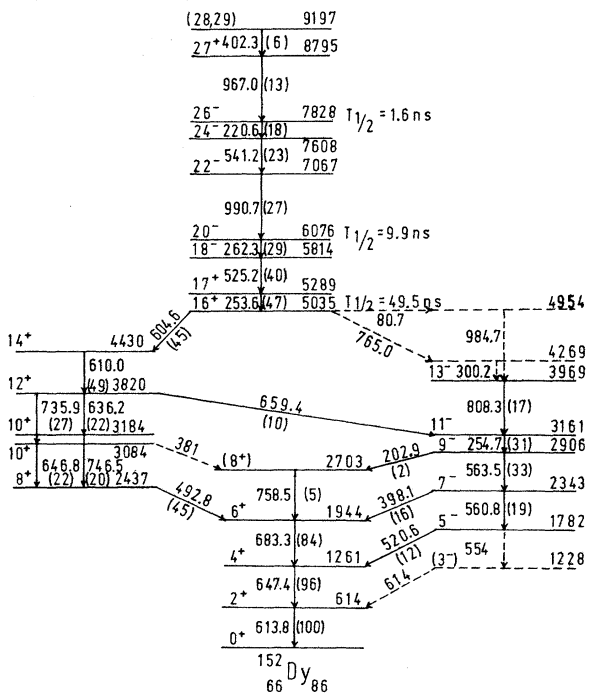 (28,29) 9197
27+ 402.3 (6) 8795
967.0 (13)
26- 7828 T1/2 = 1.6 ns
24- 220.6 (18) 7608
541.2 (23)
22- 7067
990.7 (27)
20- 6076 T1/2 = 9.9 ns
18- 262.3 (29) 5814
525.2 (40)
17+ 5289
16+ 253.6 (47) 5035 T1/2 = 49.5 ns 4954
80.7
604.6 (45) 765.0 984.7
14+ 4430 4269
610.0 13- 300.2 3969
12+ (49) 3820
735.9 (27) 636.2 (22) 659.4 (10) 808.3 (17)
10+ 3184 11- 3161
10+ 3084 381 202.9 (2) 9- 254.7 (31) 2906
646.8 (22) 746.5 (20) (8+) 2703 563.5 (33)
8+ 2437 7- 2343
492.8 (45) 758.5 (5) 398.1 (16) 560.8 (19)
6+ 1944 5- 1782
683.3 (84) 520.6 (12) 554
4+ 1261 (3-) 1228
647.4 (96) 614
2+ 614
613.8 (100)
0+
152
Dy
66 86